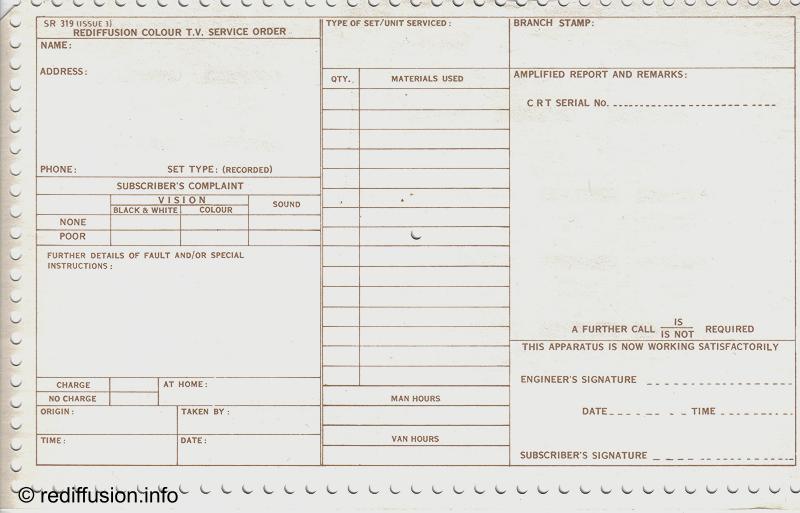 SR 319 (ISSUE 3)
REDIFFUSION COLOUR T.V. SERVICE ORDER
NAME:
ADDRESS:
PHONE: SET TYPE: (RECORDED)
SUBSCRIBER'S COMPLAINT
VISION
BLACK & WHITE COLOUR SOUND
NONE
POOR
FURTHER DETAILS OF FAULT AND/OR SPECIAL
INSTRUCTIONS:
CHARGE AT HOME:
NO CHARGE
ORIGIN: TAKEN BY:
TIME: DATE:
TYPE OF SET/UNIT SERVICED:
QTY. MATERIALS USED
MAN HOURS
VAN HOURS
BRANCH STAMP:
AMPLIFIED REPORT AND REMARKS:
CRT SERIAL No.
A FURTHER CALL IS
IS NOT REQUIRED
THIS APPARATUS IS NOW WORKING SATISFACTORILY
ENGINEER'S SIGNATURE
DATE TIME
SUBSCRIBER'S SIGNATURE
© rediffusion.info